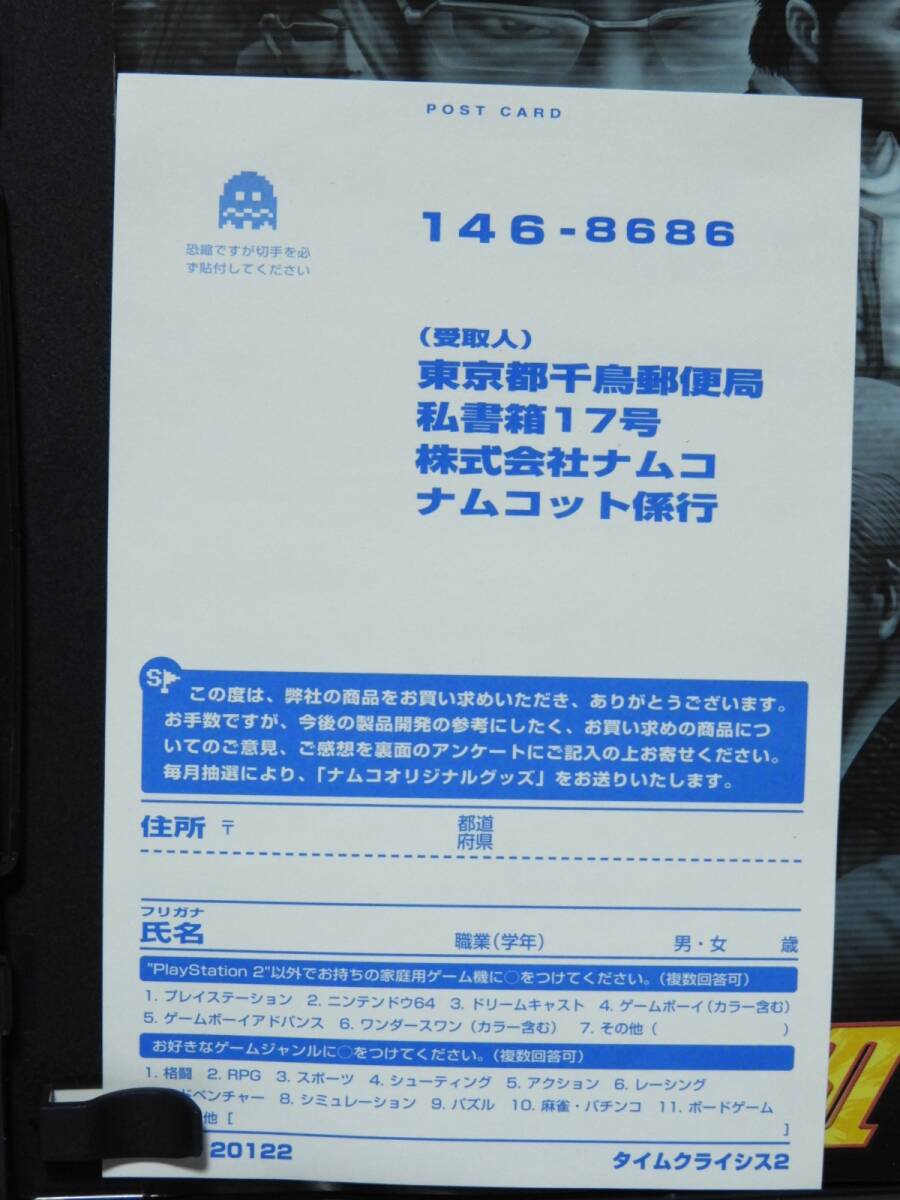 POST CARD
恐縮ですが切手を必
ず貼付してください
146-8686
(受取人)
東京都千鳥郵便局
私書箱17号
株式会社ナムコ
ナムコット係行
この度は、弊社の商品をお買い求めいただき、ありがとうございます。
お手数ですが、今後の製品開発の参考にしたく、お買い求めの商品につ
いてのご意見、ご感想を裏面のアンケートにご記入の上お寄せください。
毎月抽選により、「ナムコオリジナルグッズ」をお送りいたします。
住所 〒 都道
府県
フリガナ
氏名 職業(学年) 男・女 歳
"PlayStation 2"以外でお持ちの家庭用ゲーム機に○をつけてください。(複数回答可)
1. プレイステーション 2. ニンテンドウ64 3. ドリームキャスト 4. ゲームボーイ(カラー含む)
5. ゲームボーイアドバンス 6. ワンダースワン(カラー含む) 7. その他( )
お好きなゲームジャンルに○をつけてください。(複数回答可)
1. 格闘 2. RPG 3. スポーツ 4. シューティング 5. アクション 6. レーシング
ドベンチャー 8. シミュレーション 9. パズル 10. 麻雀・パチンコ 11. ボードゲーム
他 [ ]
20122 タイムクライシス2